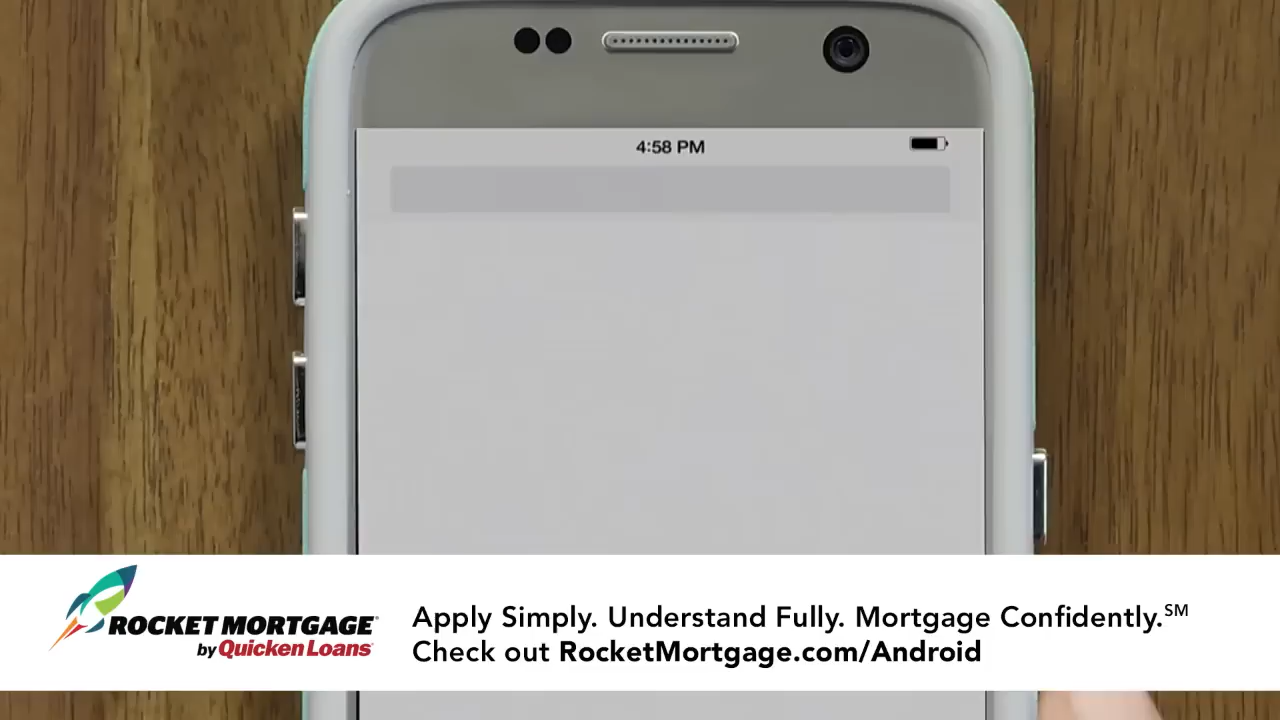 4:58 PM
ROCKET MORTGAGE®
by Quicken Loans®
Apply Simply. Understand Fully. Mortgage Confidently.℠
Check out RocketMortgage.com/Android